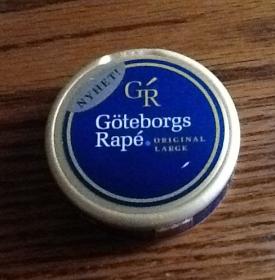 NYHET!
GR
Göteborgs
Rapé® ORIGINAL
LARGE